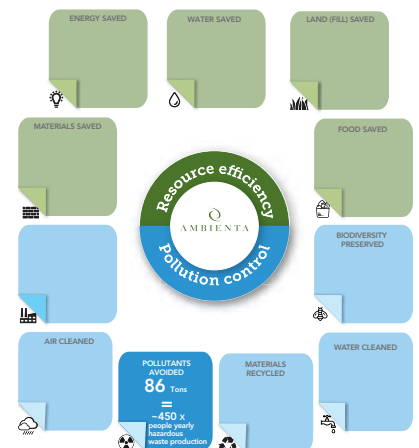 ENERGY SAVED
WATER SAVED
LAND (FILL) SAVED
MATERIALS SAVED
FOOD SAVED
Resource efficiency
AMBIENTA
Pollution control
BIODIVERSITY
PRESERVED
AIR CLEANED
POLLUTANTS
AVOIDED
86 Tons
=
~450 x
people yearly
hazardous
waste production
MATERIALS
RECYCLED
WATER CLEANED